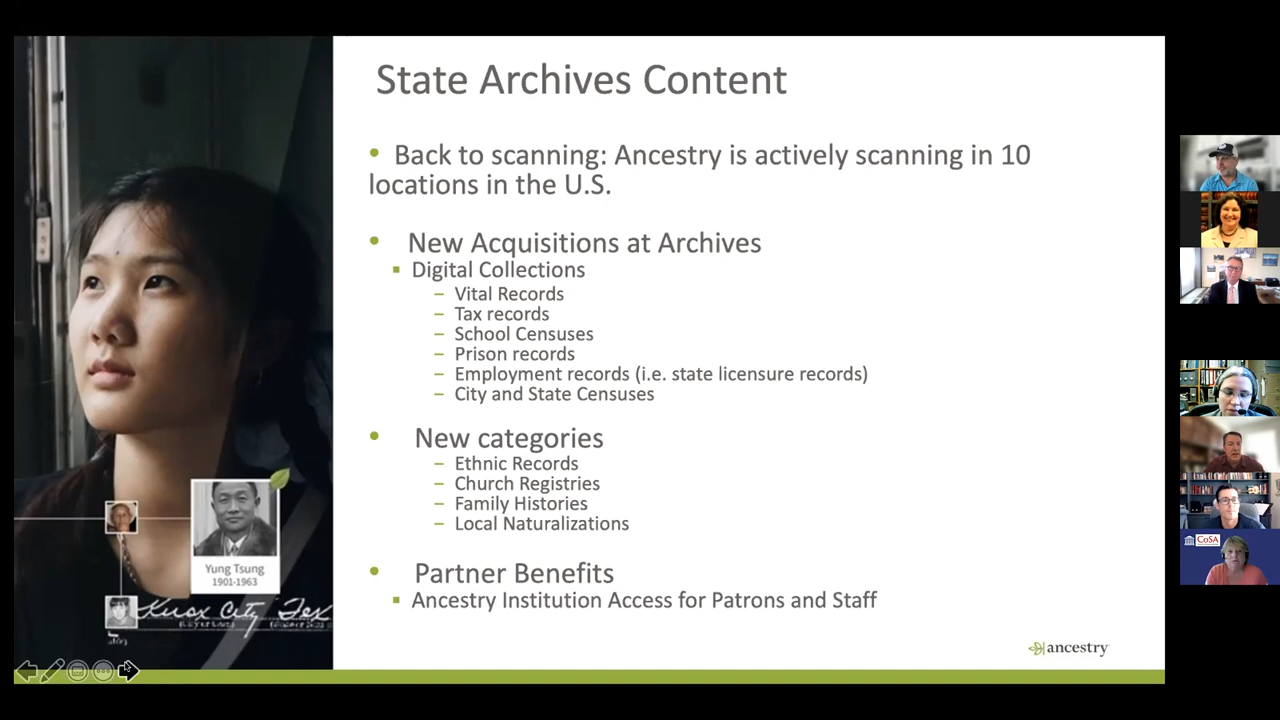 State Archives Content
• Back to scanning: Ancestry is actively scanning in 10
locations in the U.S.
• New Acquisitions at Archives
▪ Digital Collections
– Vital Records
– Tax records
– School Censuses
– Prison records
– Employment records (i.e. state licensure records)
– City and State Censuses
• New categories
– Ethnic Records
– Church Registries
– Family Histories
– Local Naturalizations
• Partner Benefits
▪ Ancestry Institution Access for Patrons and Staff
Yung Tsung
1901-1963
Knox City Tex
ancestry
CoSA